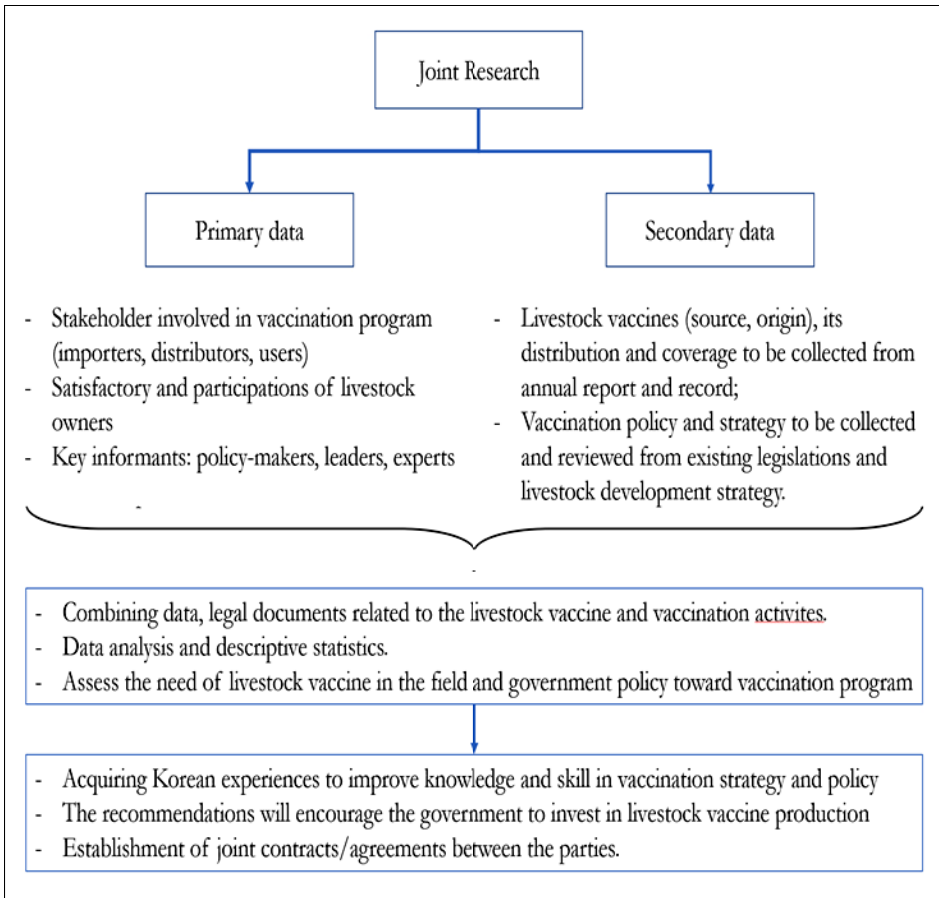 Joint Research
Primary data
Secondary data
- Stakeholder involved in vaccination program
(importers, distributors, users)
- Satisfactory and participations of livestock
owners
- Key informants: policy-makers, leaders, experts
- Livestock vaccines (source, origin), its
distribution and coverage to be collected from
annual report and record;
- Vaccination policy and strategy to be collected
and reviewed from existing legislations and
livestock development strategy.
- Combining data, legal documents related to the livestock vaccine and vaccination activites.
- Data analysis and descriptive statistics.
- Assess the need of livestock vaccine in the field and government policy toward vaccination program
- Acquiring Korean experiences to improve knowledge and skill in vaccination strategy and policy
- The recommendations will encourage the government to invest in livestock vaccine production
- Establishment of joint contracts/agreements between the parties.